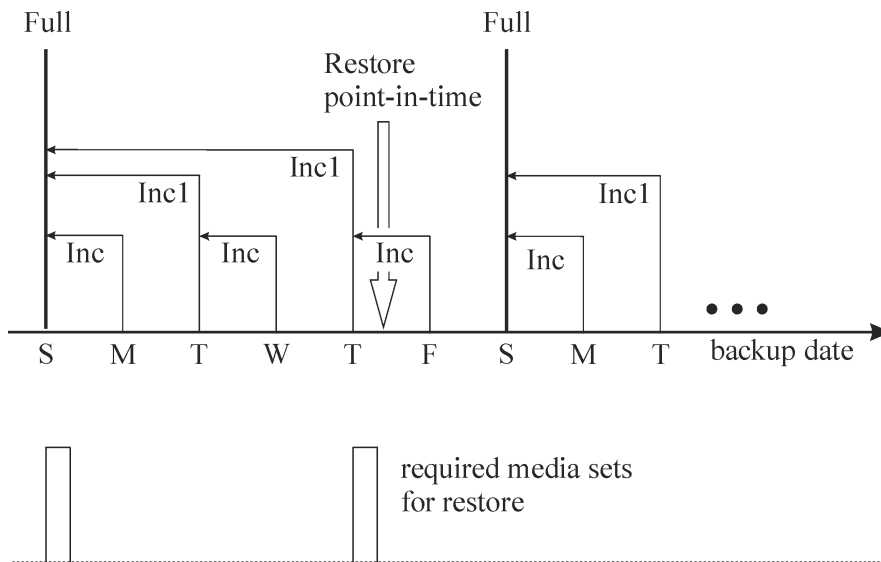 Full
Full
Restore
point-in-time
Inc1
Inc1
Inc1
Inc
Inc
Inc
Inc
S
M
T
W
T
F
S
M
T
backup date
required media sets
for restore